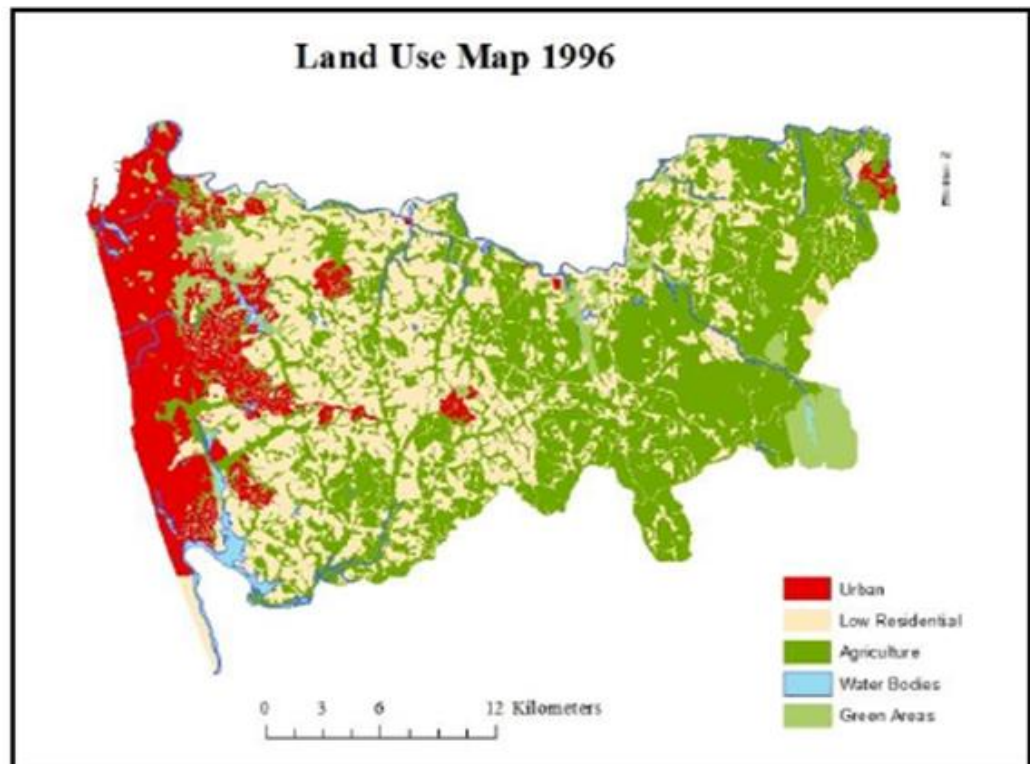 Land Use Map 1996
Urban
Low Residential
Agriculture
Water Bodies
Green Areas
0 3 6 12 Kilometers